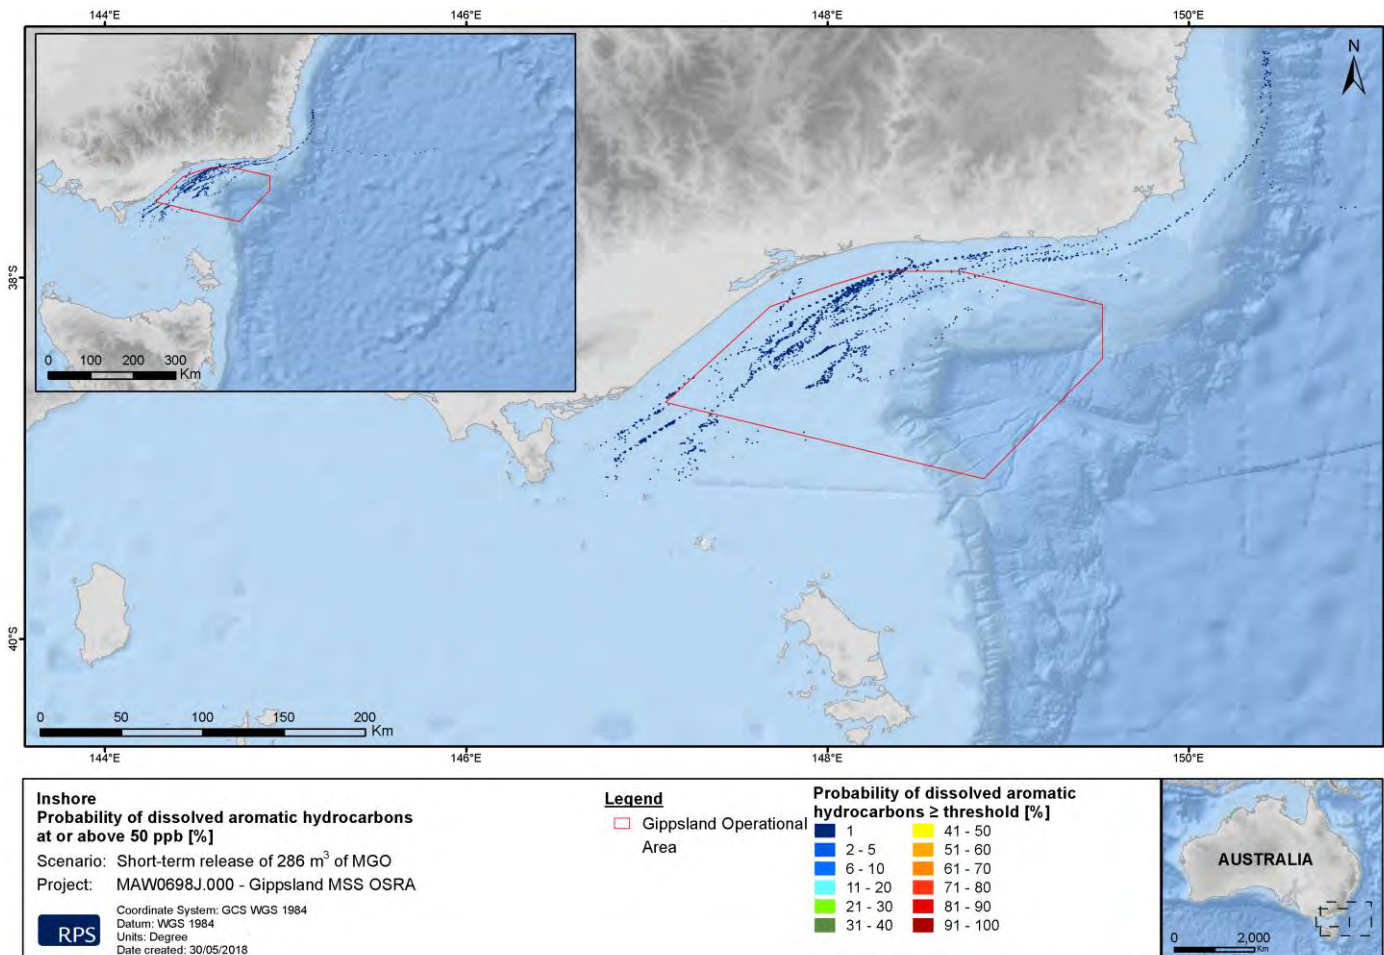 144°E 146°E 148°E 150°E
N
0 100 200 300
Km
38°S
40°S
0 50 100 150 200
Km
144°E 146°E 148°E 150°E
Inshore
Probability of dissolved aromatic hydrocarbons
at or above 50 ppb [%]
Scenario: Short-term release of 286 m³ of MGO
Project: MAW0698J.000 - Gippsland MSS OSRA
RPS
Coordinate System: GCS WGS 1984
Datum: WGS 1984
Units: Degree
Date created: 30/05/2018
Legend
Gippsland Operational
Area
Probability of dissolved aromatic
hydrocarbons ≥ threshold [%]
1 41 - 50
2 - 5 51 - 60
6 - 10 61 - 70
11 - 20 71 - 80
21 - 30 81 - 90
31 - 40 91 - 100
AUSTRALIA
0 2,000
Km